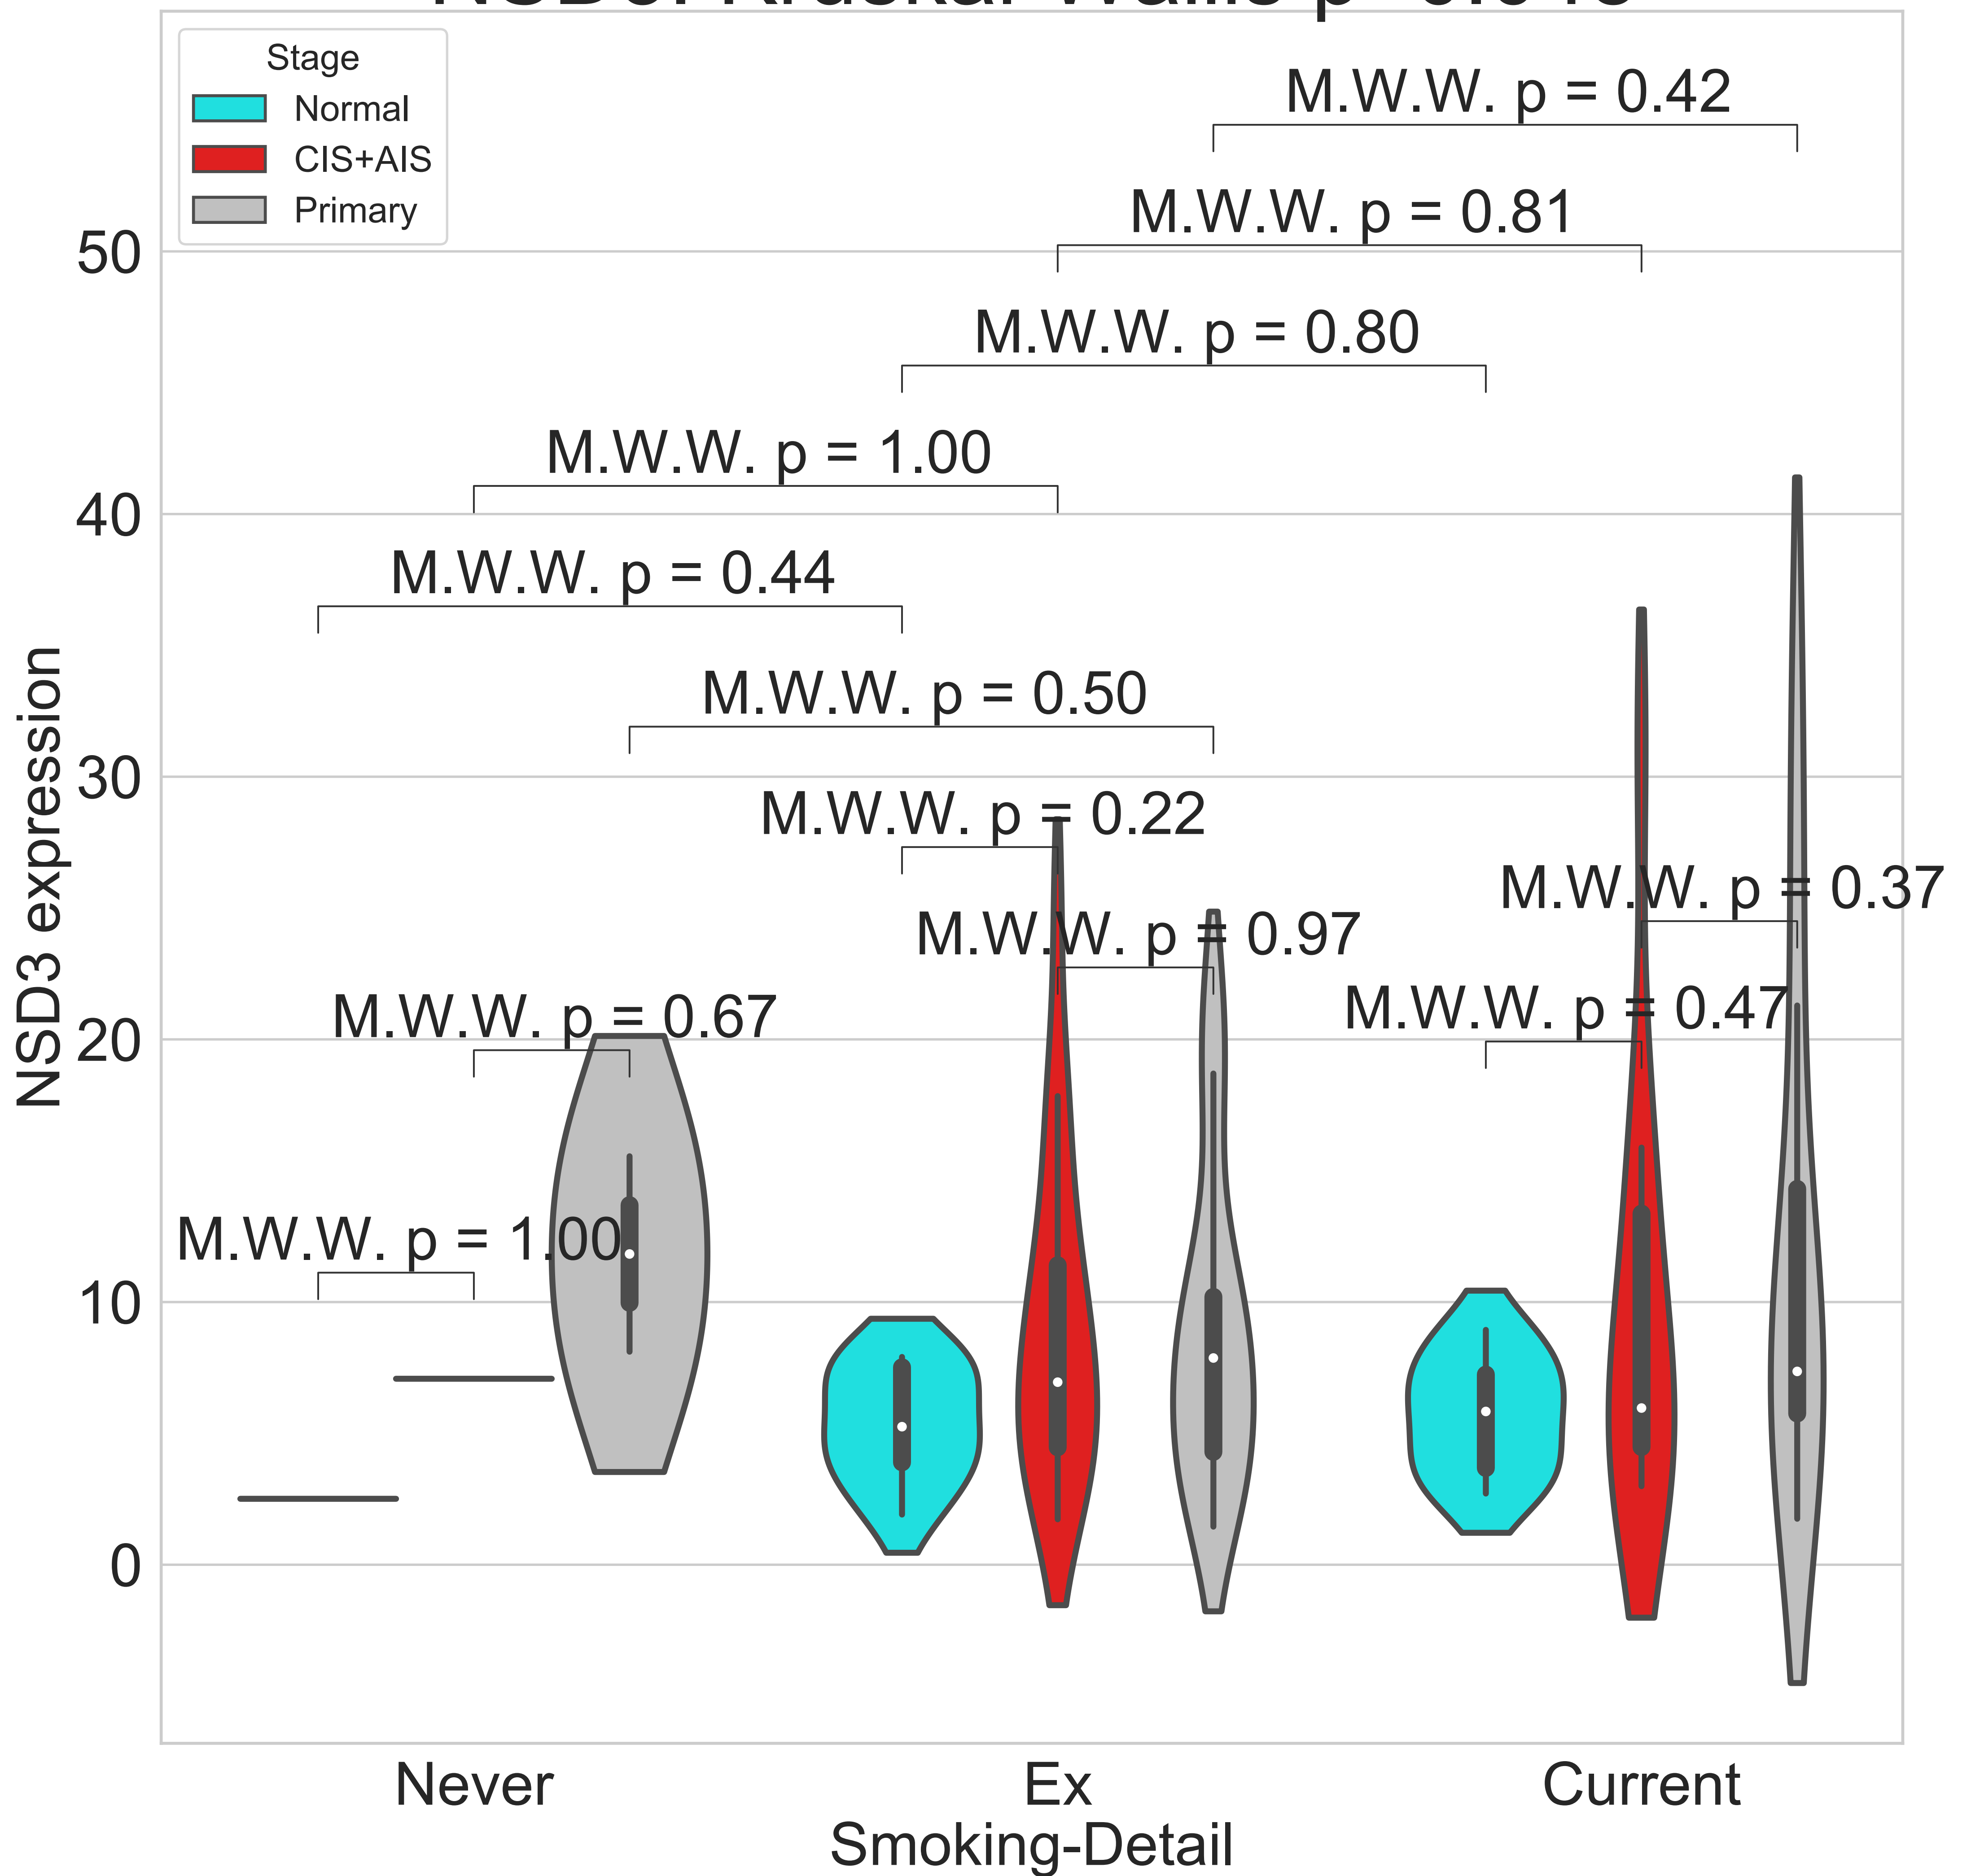 Stage
Normal
CIS+AIS
Primary
M.W.W. p = 0.42
M.W.W. p = 0.81
M.W.W. p = 0.80
M.W.W. p = 1.00
M.W.W. p = 0.44
M.W.W. p = 0.50
M.W.W. p = 0.22
M.W.W. p = 0.37
M.W.W. p = 0.97
M.W.W. p = 0.47
M.W.W. p = 0.67
M.W.W. p = 1.00
50
40
30
20
10
0
NSD3 expression
Never
Ex
Current
Smoking-Detail